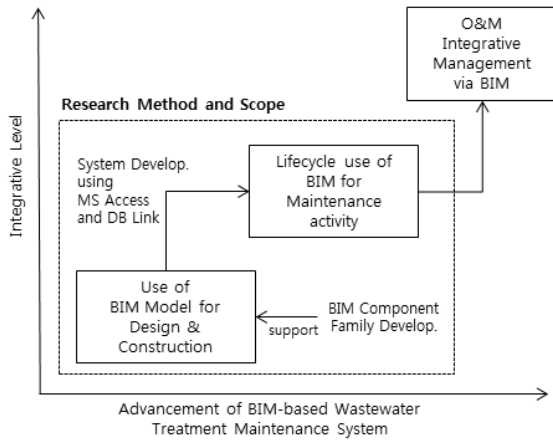 O&M
Integrative
Management
via BIM
Research Method and Scope
Integrative Level
System Develop.
using
MS Access
and DB Link
Lifecycle use of
BIM for
Maintenance
activity
Use of
BIM Model for
Design &
Construction
support
BIM Component
Family Develop.
Advancement of BIM-based Wastewater
Treatment Maintenance System